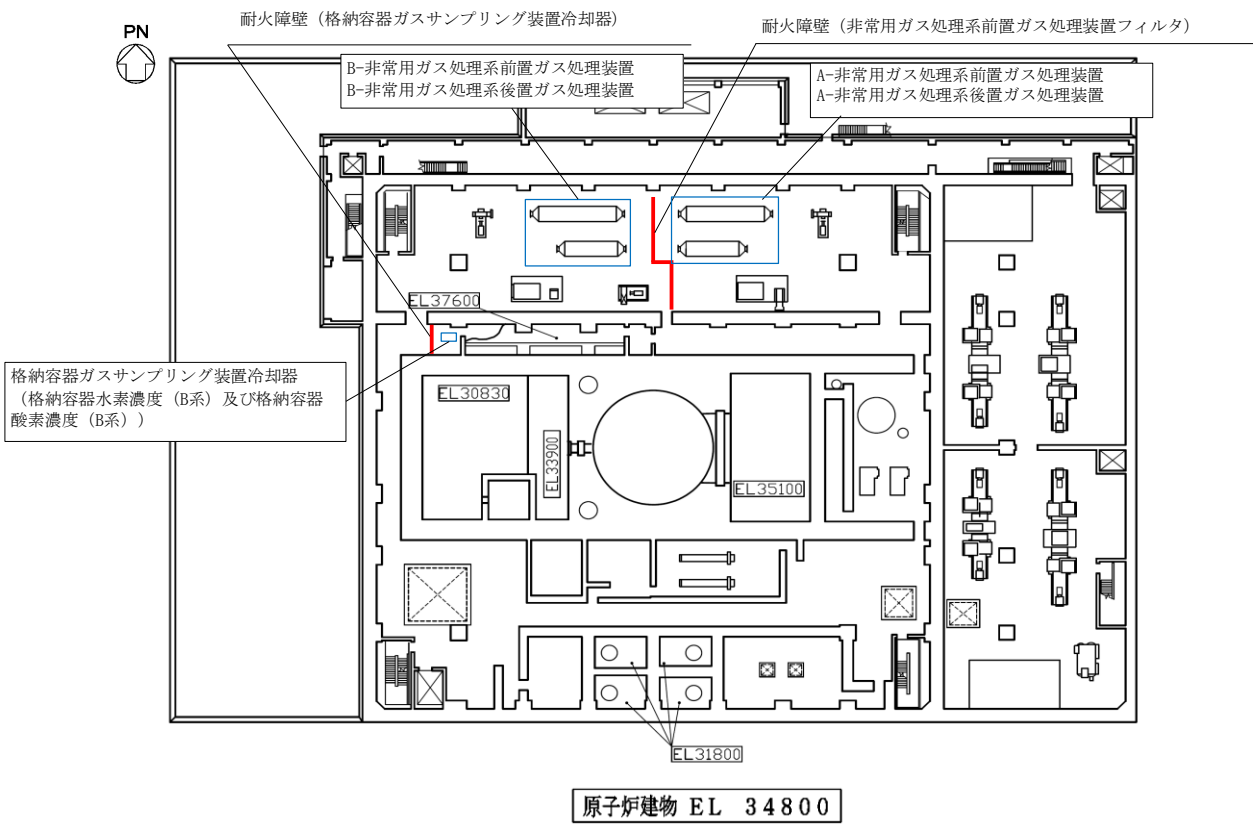 耐火障壁（格納容器ガスサンプリング装置冷却器）
耐火障壁（非常用ガス処理系前置ガス処理装置フィルタ）
PN
B-非常用ガス処理系前置ガス処理装置
B-非常用ガス処理系後置ガス処理装置
A-非常用ガス処理系前置ガス処理装置
A-非常用ガス処理系後置ガス処理装置
EL37600
格納容器ガスサンプリング装置冷却器
（格納容器水素濃度（B系）及び格納容器
酸素濃度（B系））
EL30830
EL33900
EL35100
EL31800
原子炉建物 EL 34800